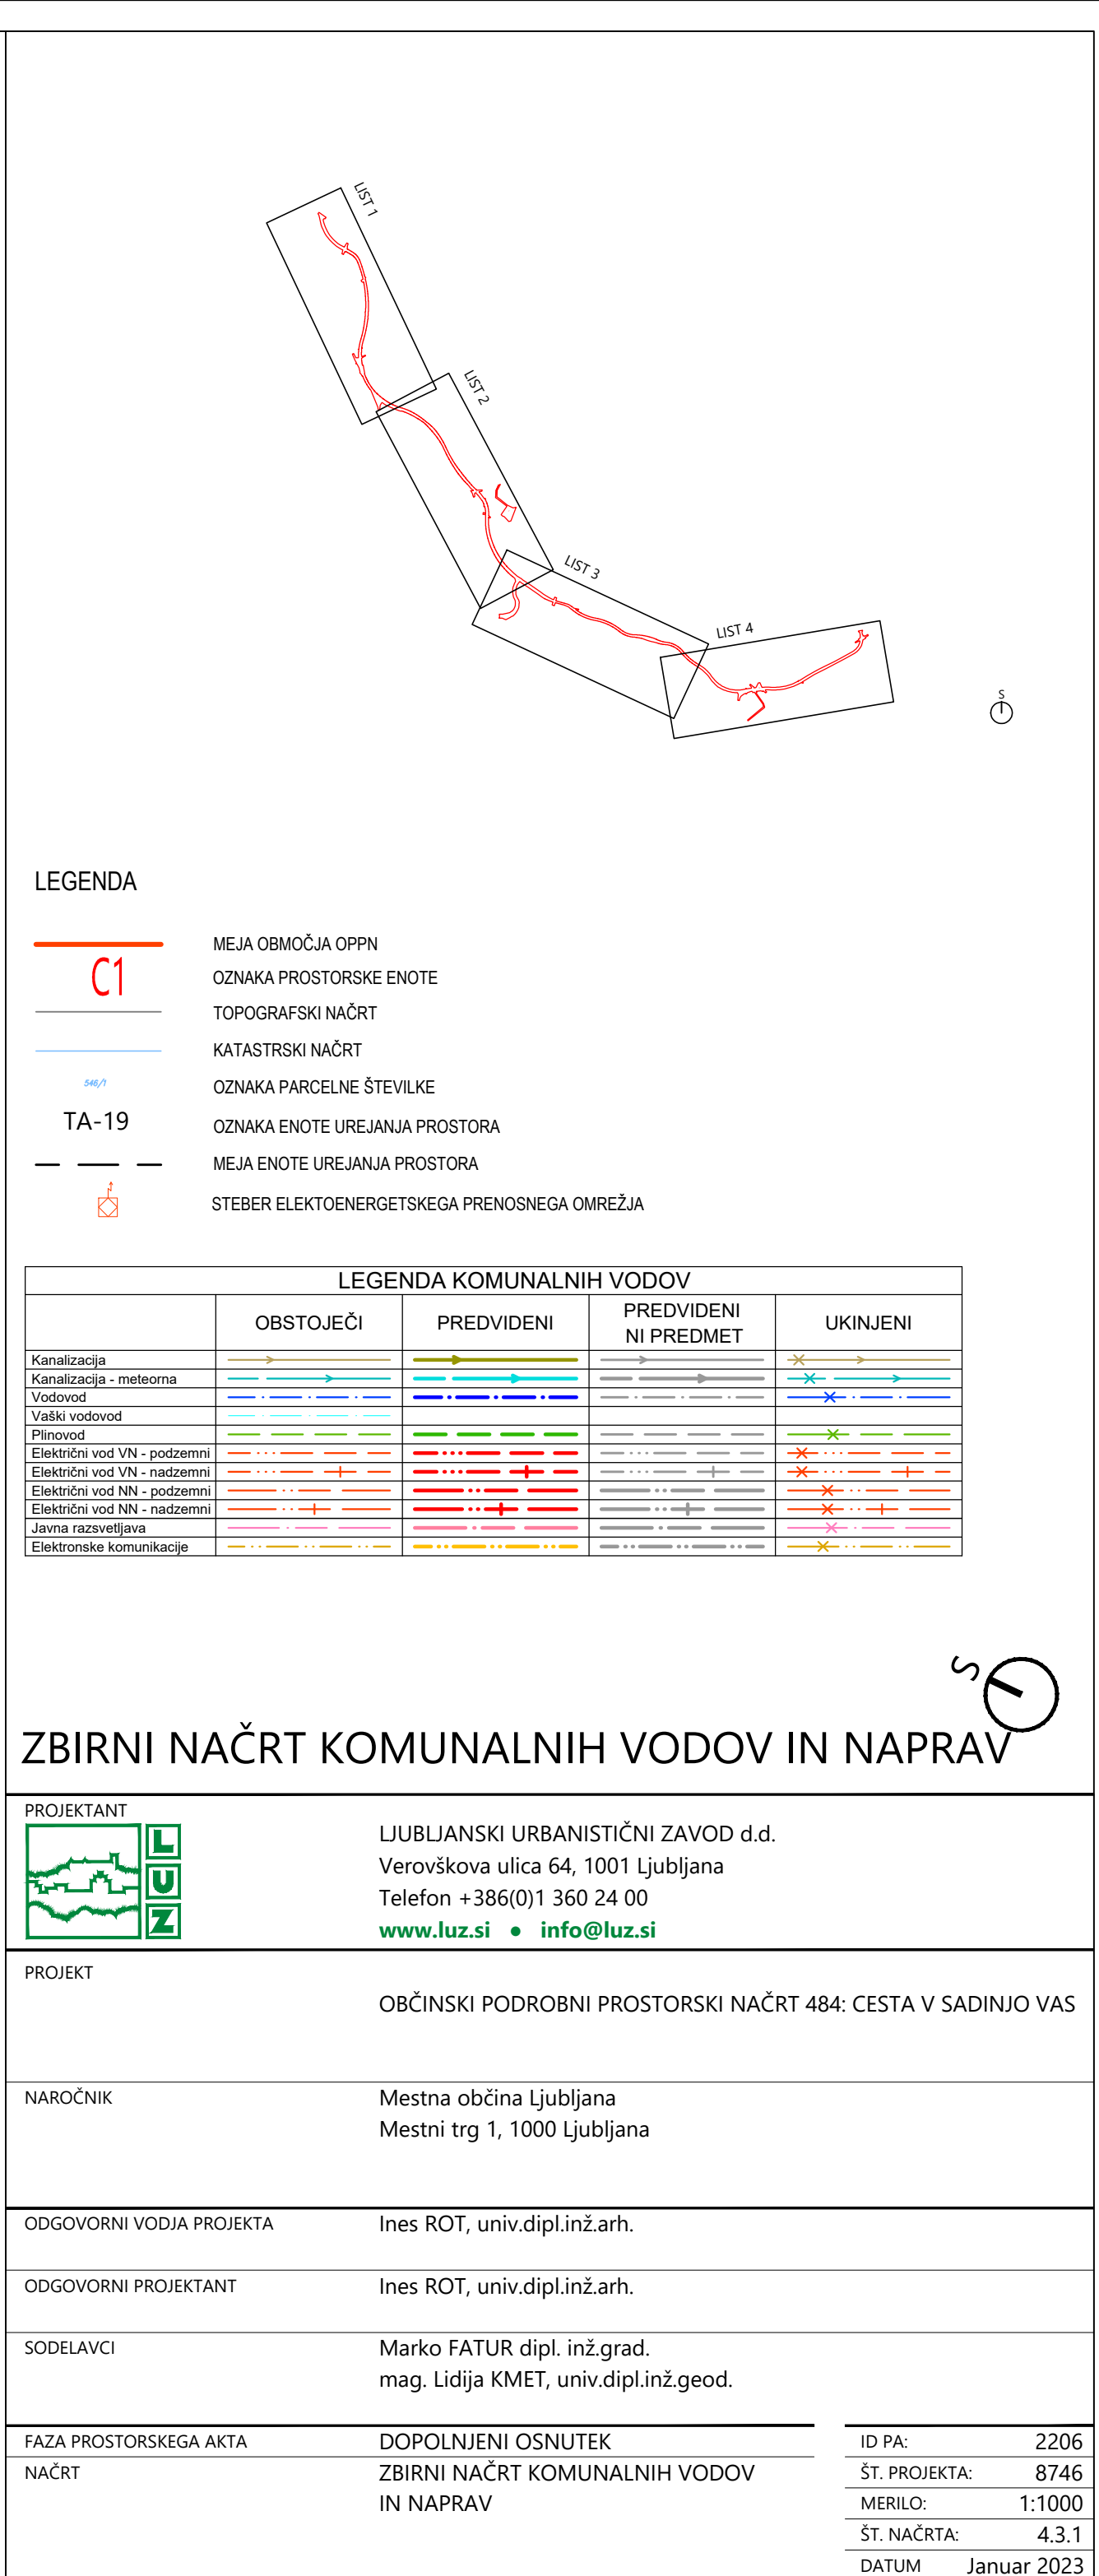 LIST 1
LIST 2
LIST 3
LIST 4
S
LEGENDA
MEJA OBMOČJA OPPN
C1 OZNAKA PROSTORSKE ENOTE
TOPOGRAFSKI NAČRT
KATASTRSKI NAČRT
546/1 OZNAKA PARCELNE ŠTEVILKE
TA-19 OZNAKA ENOTE UREJANJA PROSTORA
MEJA ENOTE UREJANJA PROSTORA
STEBER ELEKTOENERGETSKEGA PRENOSNEGA OMREŽJA
LEGENDA KOMUNALNIH VODOV
OBSTOJEČI PREDVIDENI PREDVIDENI NI PREDMET UKINJENI
Kanalizacija
Kanalizacija - meteorna
Vodovod
Vaški vodovod
Plinovod
Električni vod VN - podzemni
Električni vod VN - nadzemni
Električni vod NN - podzemni
Električni vod NN - nadzemni
Javna razsvetljava
Elektronske komunikacije
S
ZBIRNI NAČRT KOMUNALNIH VODOV IN NAPRAV
PROJEKTANT
L
U
Z
LJUBLJANSKI URBANISTIČNI ZAVOD d.d.
Verovškova ulica 64, 1001 Ljubljana
Telefon +386(0)1 360 24 00
www.luz.si ● info@luz.si
PROJEKT
OBČINSKI PODROBNI PROSTORSKI NAČRT 484: CESTA V SADINJO VAS
NAROČNIK Mestna občina Ljubljana
Mestni trg 1, 1000 Ljubljana
ODGOVORNI VODJA PROJEKTA Ines ROT, univ.dipl.inž.arh.
ODGOVORNI PROJEKTANT Ines ROT, univ.dipl.inž.arh.
SODELAVCI Marko FATUR dipl. inž.grad.
mag. Lidija KMET, univ.dipl.inž.geod.
FAZA PROSTORSKEGA AKTA DOPOLNJENI OSNUTEK
NAČRT ZBIRNI NAČRT KOMUNALNIH VODOV
IN NAPRAV
ID PA: 2206
ŠT. PROJEKTA: 8746
MERILO: 1:1000
ŠT. NAČRTA: 4.3.1
DATUM Januar 2023